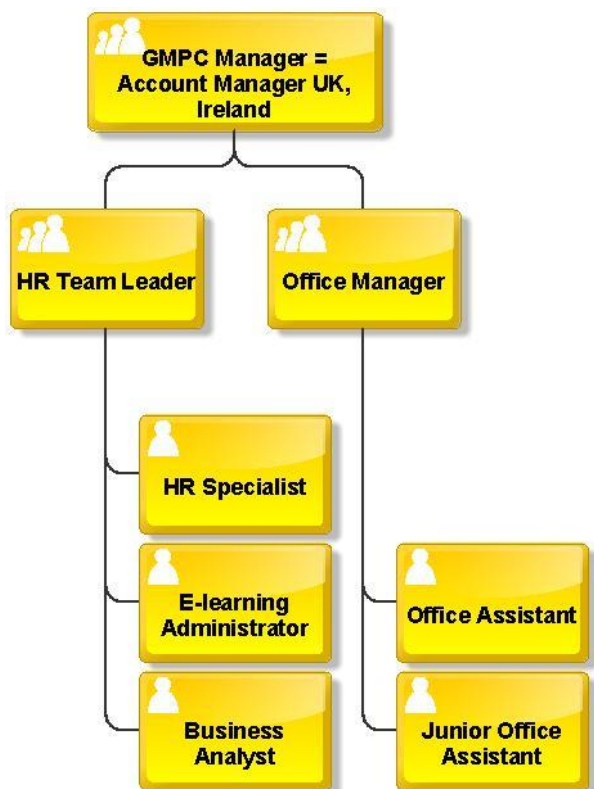 GMPC Manager =
Account Manager UK,
Ireland
HR Team Leader
Office Manager
HR Specialist
E-learning
Administrator
Office Assistant
Business
Analyst
Junior Office
Assistant